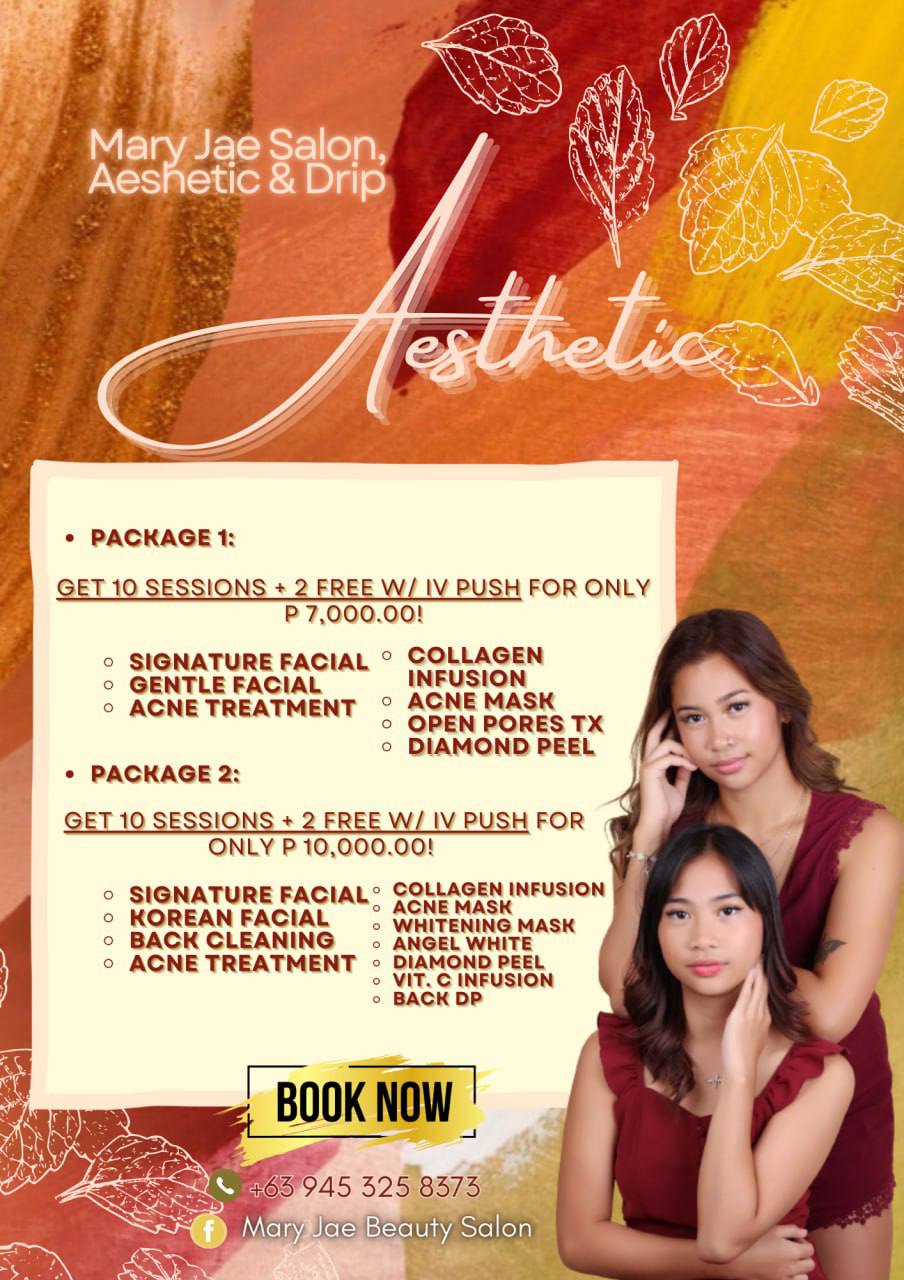 Mary Jae Salon,
Aeshetic & Drip
Aesthetic
• PACKAGE 1:
GET 10 SESSIONS + 2 FREE W/ IV PUSH FOR ONLY
P 7,000.00!
○ SIGNATURE FACIAL
○ GENTLE FACIAL
○ ACNE TREATMENT
○ COLLAGEN
INFUSION
○ ACNE MASK
○ OPEN PORES TX
○ DIAMOND PEEL
• PACKAGE 2:
GET 10 SESSIONS + 2 FREE W/ IV PUSH FOR
ONLY P 10,000.00!
○ SIGNATURE FACIAL
○ KOREAN FACIAL
○ BACK CLEANING
○ ACNE TREATMENT
○ COLLAGEN INFUSION
○ ACNE MASK
○ WHITENING MASK
○ ANGEL WHITE
○ DIAMOND PEEL
○ VIT. C INFUSION
○ BACK DP
BOOK NOW
+63 945 325 8373
f Mary Jae Beauty Salon